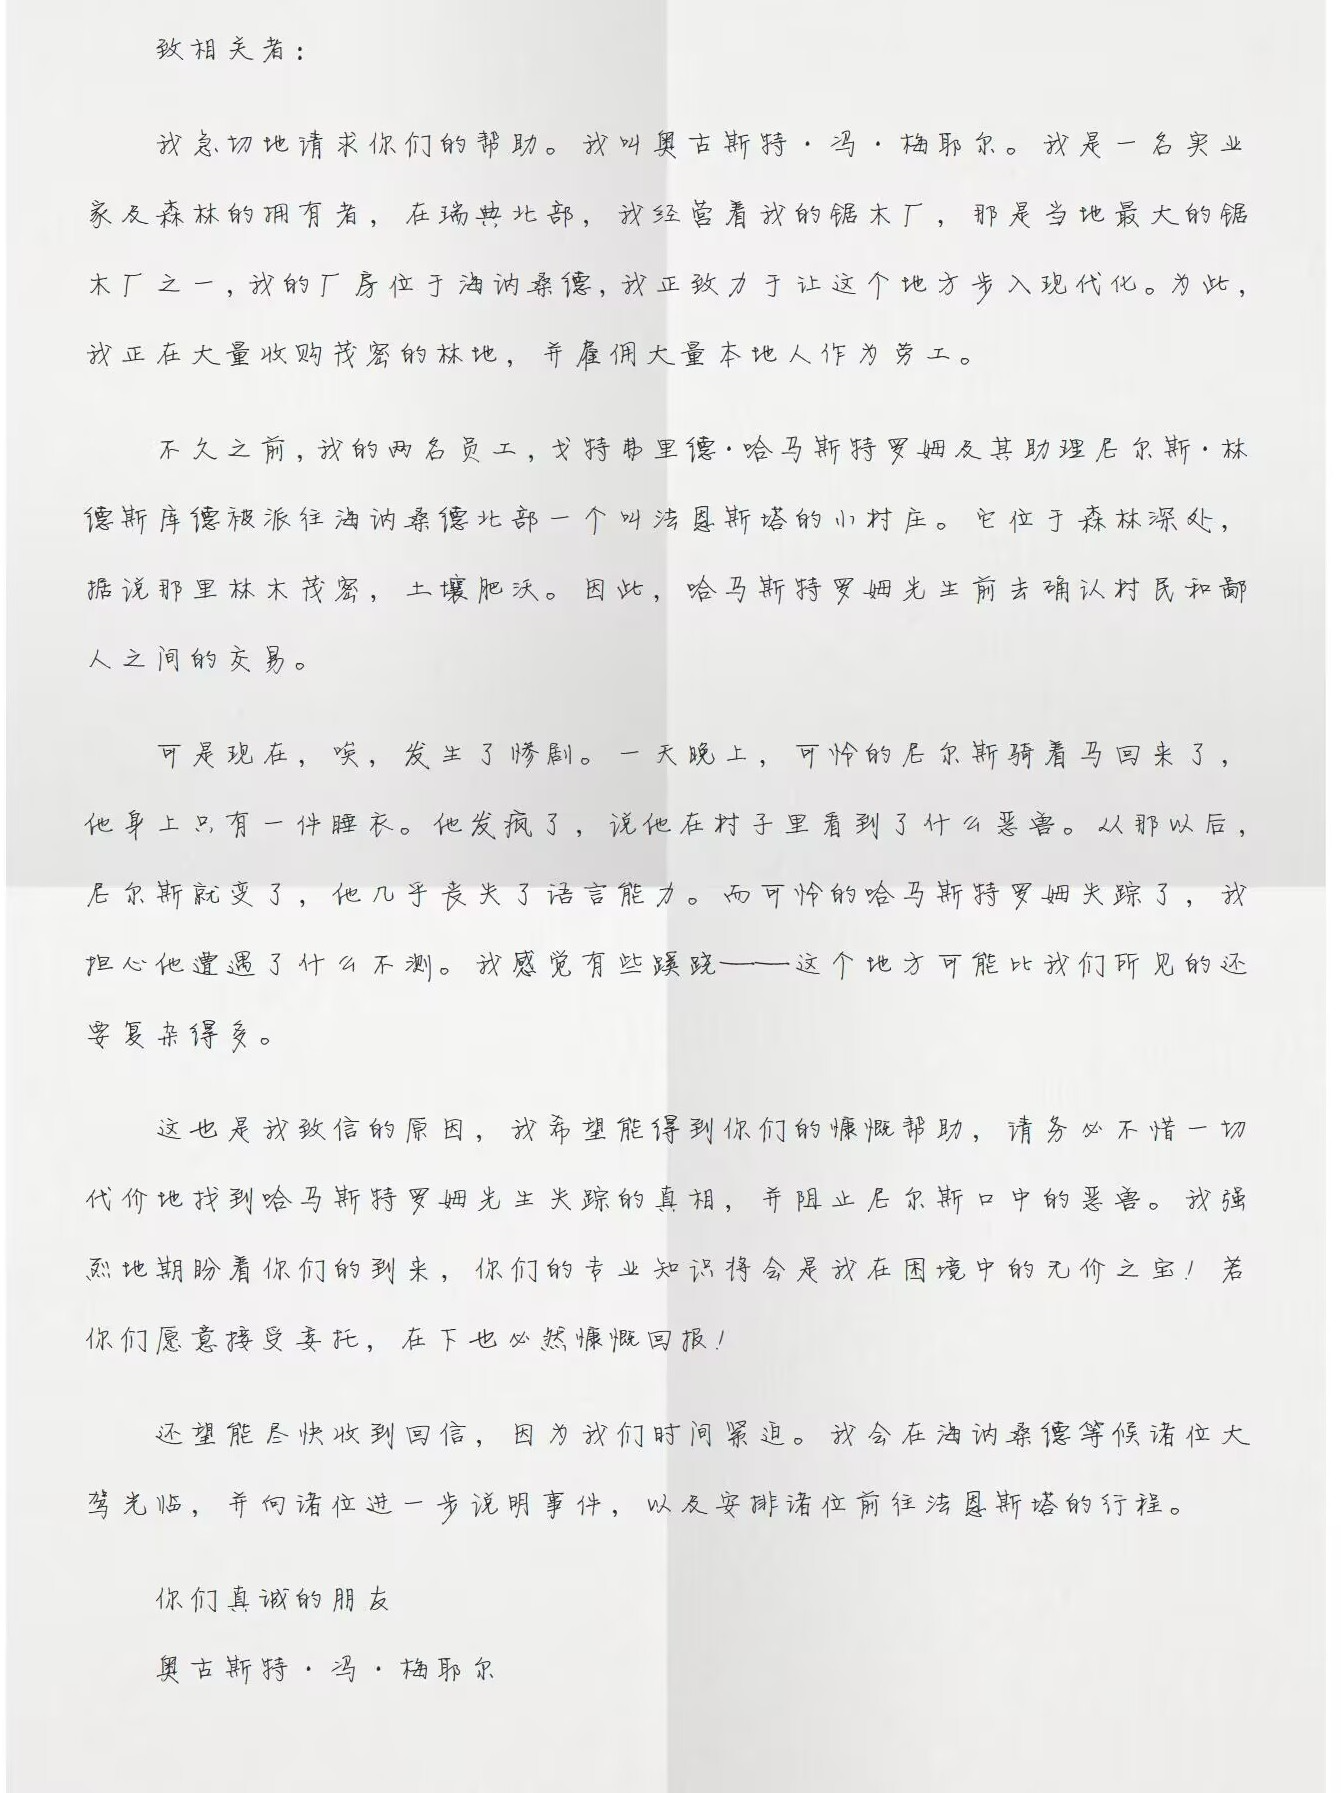 致相关者：
我急切地请求你们的帮助。我叫奥古斯特·冯·梅耶尔。我是一名实业
家及森林的拥有者，在瑞典北部，我经营着我的锯木厂，那是当地最大的锯
木厂之一，我的厂房位于海讷桑德，我正致力于让这个地方步入现代化。为此，
我正在大量收购茂密的林地，并雇佣大量本地人作为劳工。
不久之前，我的两名员工，戈特弗里德·哈马斯特罗姆及其助理尼尔斯·林
德斯库德被派往海讷桑德北部一个叫法恩斯塔的小村庄。它位于森林深处，
据说那里林木茂密，土壤肥沃。因此，哈马斯特罗姆先生前去确认村民和鄙
人之间的交易。
可是现在，唉，发生了惨剧。一天晚上，可怜的尼尔斯骑着马回来了，
他身上只有一件睡衣。他发疯了，说他在村子里看到了什么恶兽。从那以后，
尼尔斯就变了，他几乎丧失了语言能力。而可怜的哈马斯特罗姆失踪了，我
担心他遭遇了什么不测。我感觉有些蹊跷——这个地方可能比我们所见的还
要复杂得多。
这也是我致信的原因，我希望能得到你们的慷慨帮助，请务必不惜一切
代价地找到哈马斯特罗姆先生失踪的真相，并阻止尼尔斯口中的恶兽。我强
烈地期盼着你们的到来，你们的专业知识将会是我在困境中的无价之宝！若
你们愿意接受委托，在下也必然慷慨回报！
还望能尽快收到回信，因为我们时间紧迫。我会在海讷桑德等候诸位大
驾光临，并向诸位进一步说明事件，以及安排诸位前往法恩斯塔的行程。
你们真诚的朋友
奥古斯特·冯·梅耶尔